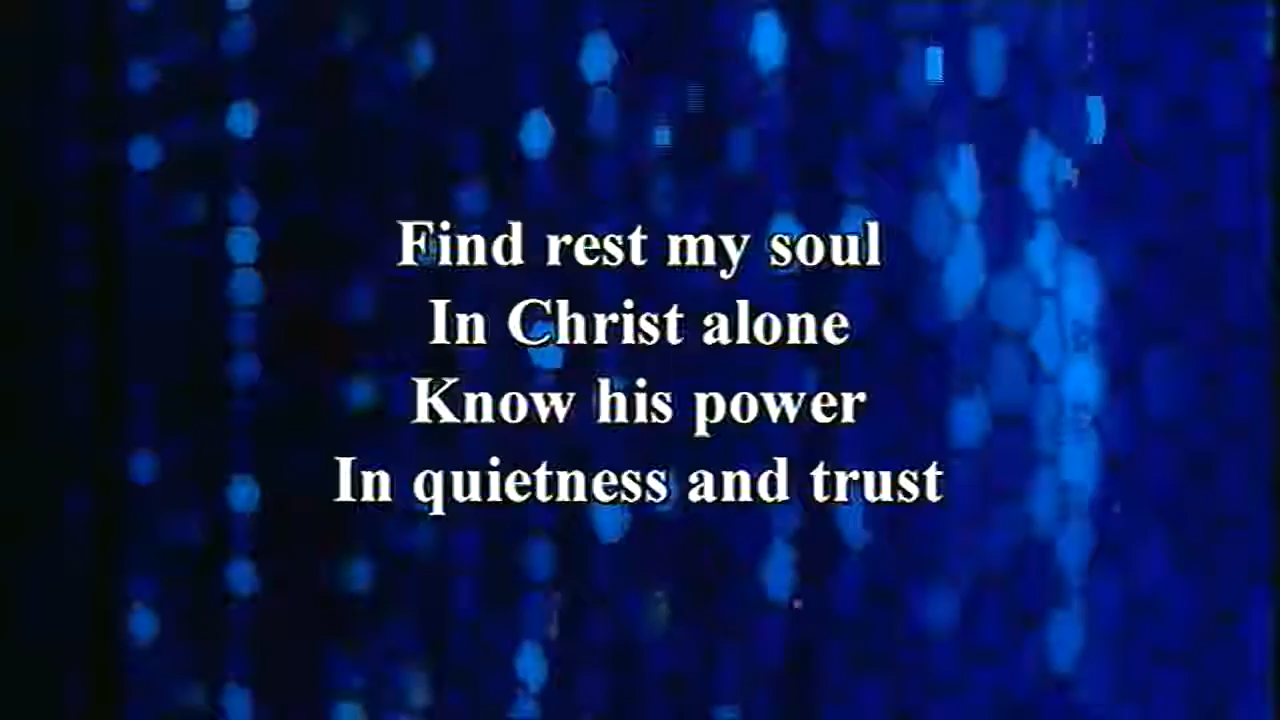 Find rest my soul
In Christ alone
Know his power
In quietness and trust